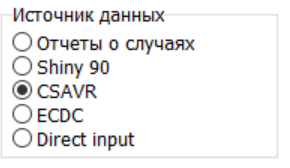 Источник данных
Отчеты о случаях
Shiny 90
CSAVR
ECDC
Direct input